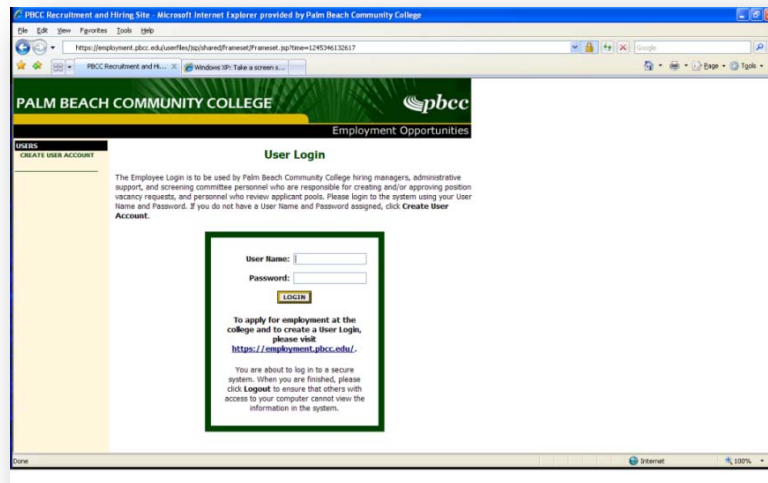 PBCC Recruitment and Hiring Site - Microsoft Internet Explorer provided by Palm Beach Community College
File Edit View Favorites Tools Help
https://employment.pbcc.edu/userfiles/jsp/shared/frameset/Frameset.jsp?time=1245346132617
Google
PBCC Recruitment and Hi... Windows XP: Take a screen s...
Page Tools
PALM BEACH COMMUNITY COLLEGE
pbcc
Employment Opportunities
USERS
CREATE USER ACCOUNT
User Login
The Employee Login is to be used by Palm Beach Community College hiring managers, administrative
support, and screening committee personnel who are responsible for creating and/or approving position
vacancy requests, and personnel who review applicant pools. Please login to the system using your User
Name and Password. If you do not have a User Name and Password assigned, click Create User
Account.
User Name:
Password:
LOGIN
To apply for employment at the
college and to create a User Login,
please visit
https://employment.pbcc.edu/.
You are about to log in to a secure
system. When you are finished, please
click Logout to ensure that others with
access to your computer cannot view the
information in the system.
Done
Internet
100%